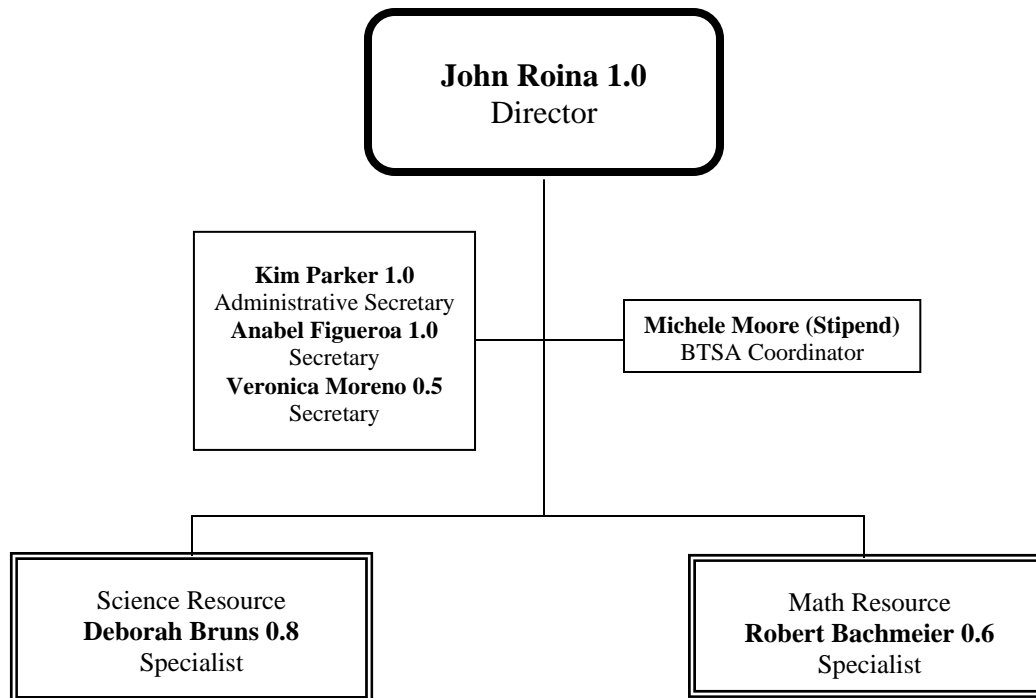 John Roina 1.0
Director
Kim Parker 1.0
Administrative Secretary
Anabel Figueroa 1.0
Secretary
Veronica Moreno 0.5
Secretary
Michele Moore (Stipend)
BTSA Coordinator
Science Resource
Deborah Bruns 0.8
Specialist
Math Resource
Robert Bachmeier 0.6
Specialist